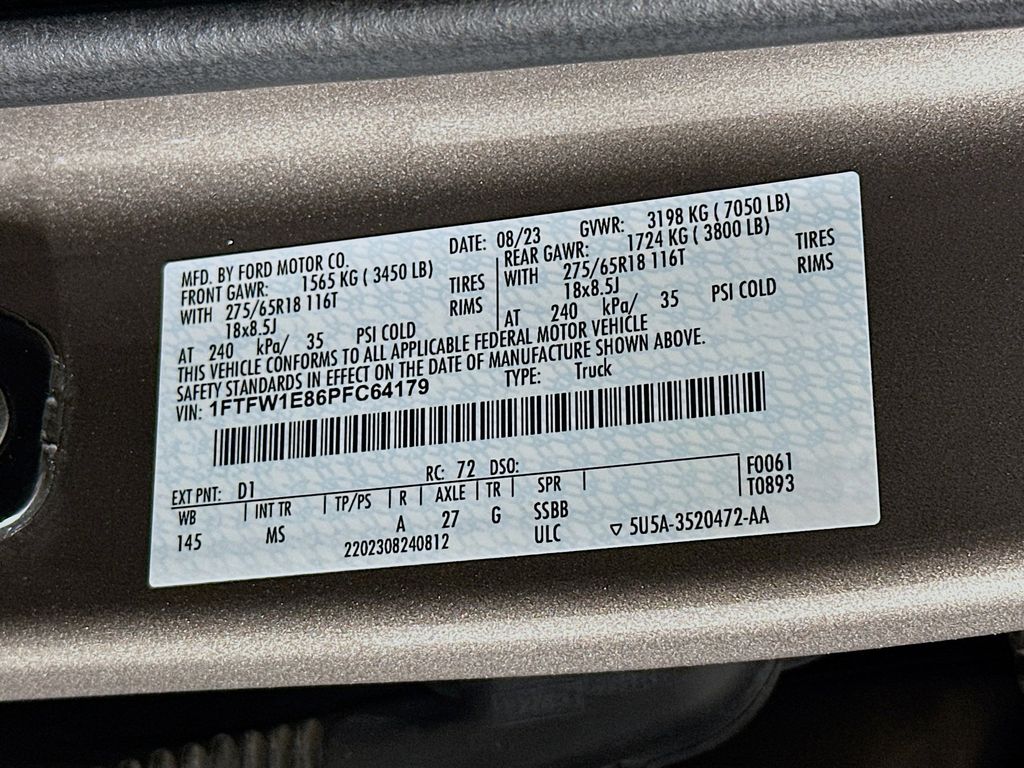 MFD. BY FORD MOTOR CO. DATE: 08/23 GVWR: 3198 KG ( 7050 LB)
FRONT GAWR: 1565 KG ( 3450 LB) REAR GAWR: 1724 KG ( 3800 LB)
WITH 275/65R18 116T TIRES WITH 275/65R18 116T TIRES
18x8.5J RIMS 18x8.5J RIMS
AT 240 kPa/ 35 PSI COLD AT 240 kPa/ 35 PSI COLD
THIS VEHICLE CONFORMS TO ALL APPLICABLE FEDERAL MOTOR VEHICLE
SAFETY STANDARDS IN EFFECT ON THE DATE OF MANUFACTURE SHOWN ABOVE.
VIN: 1FTFW1E86PFC64179 TYPE: Truck
EXT PNT: D1 RC: 72 DSO: F0061
WB INT TR TP/PS R AXLE TR SPR T0893
145 MS A 27 G SSBB
2202308240812 ULC 5U5A-3520472-AA